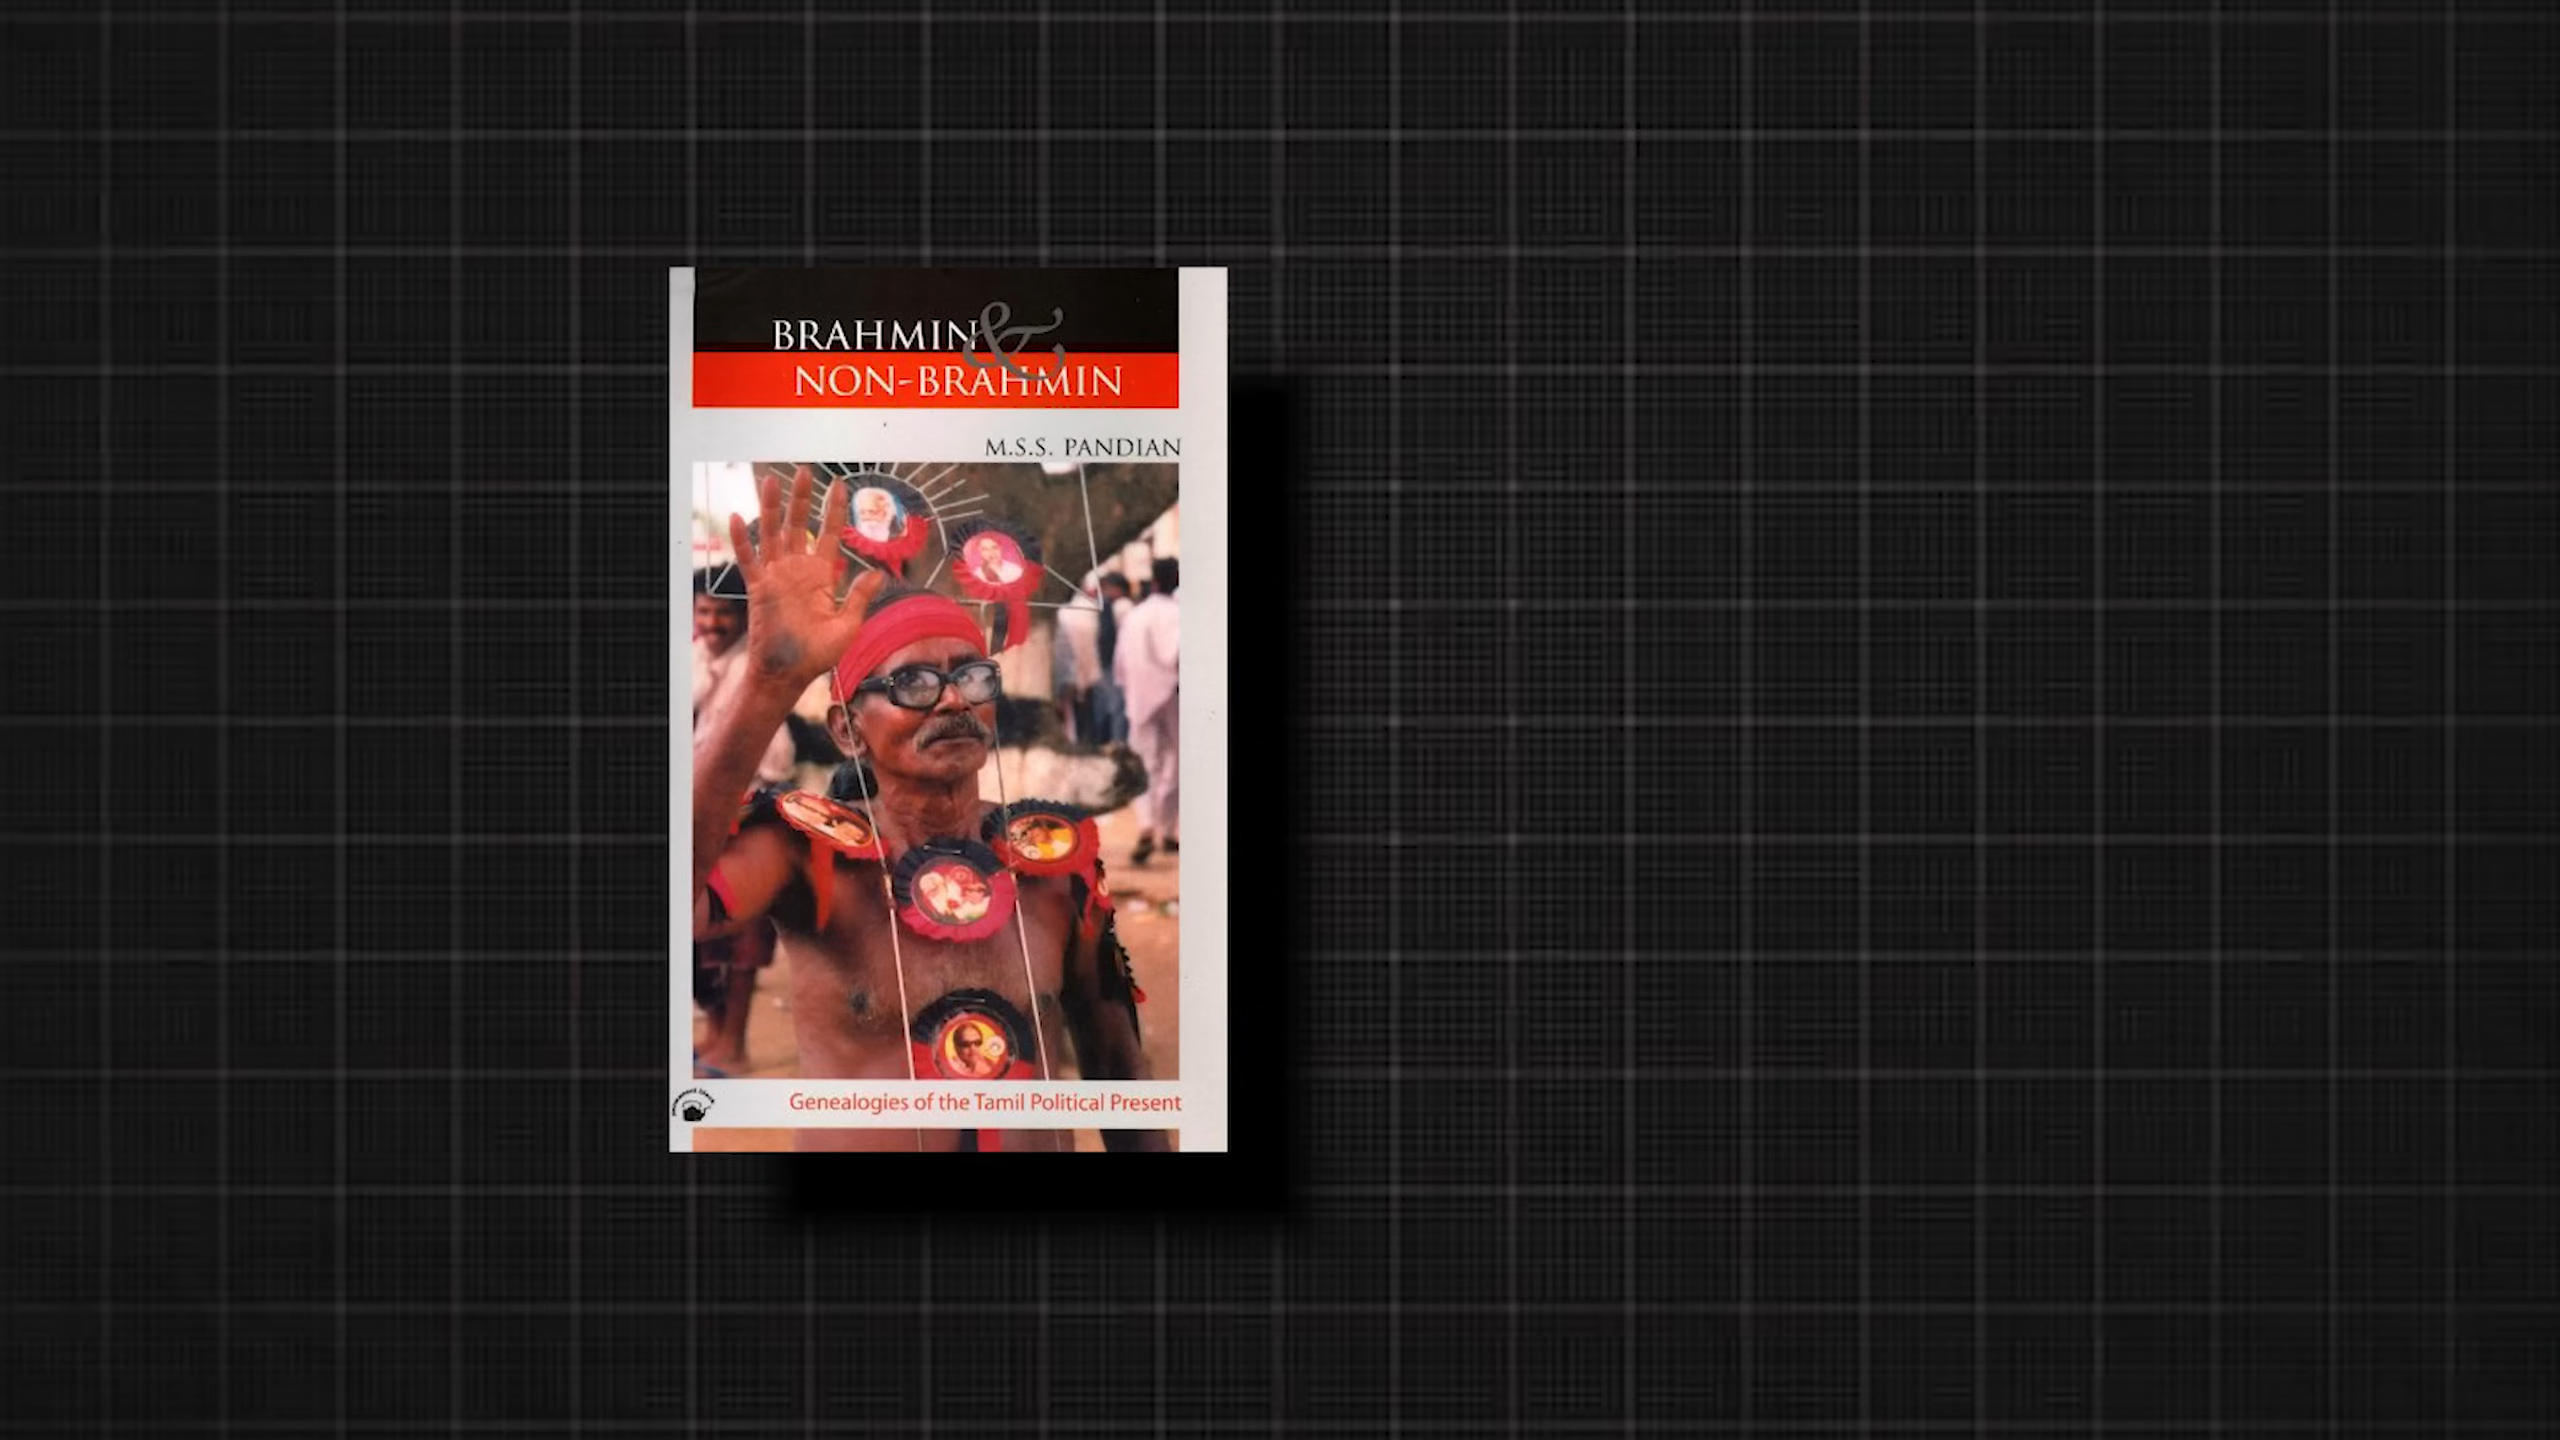 BRAHMIN &
NON-BRAHMIN
M.S.S. PANDIAN
Genealogies of the Tamil Political Present